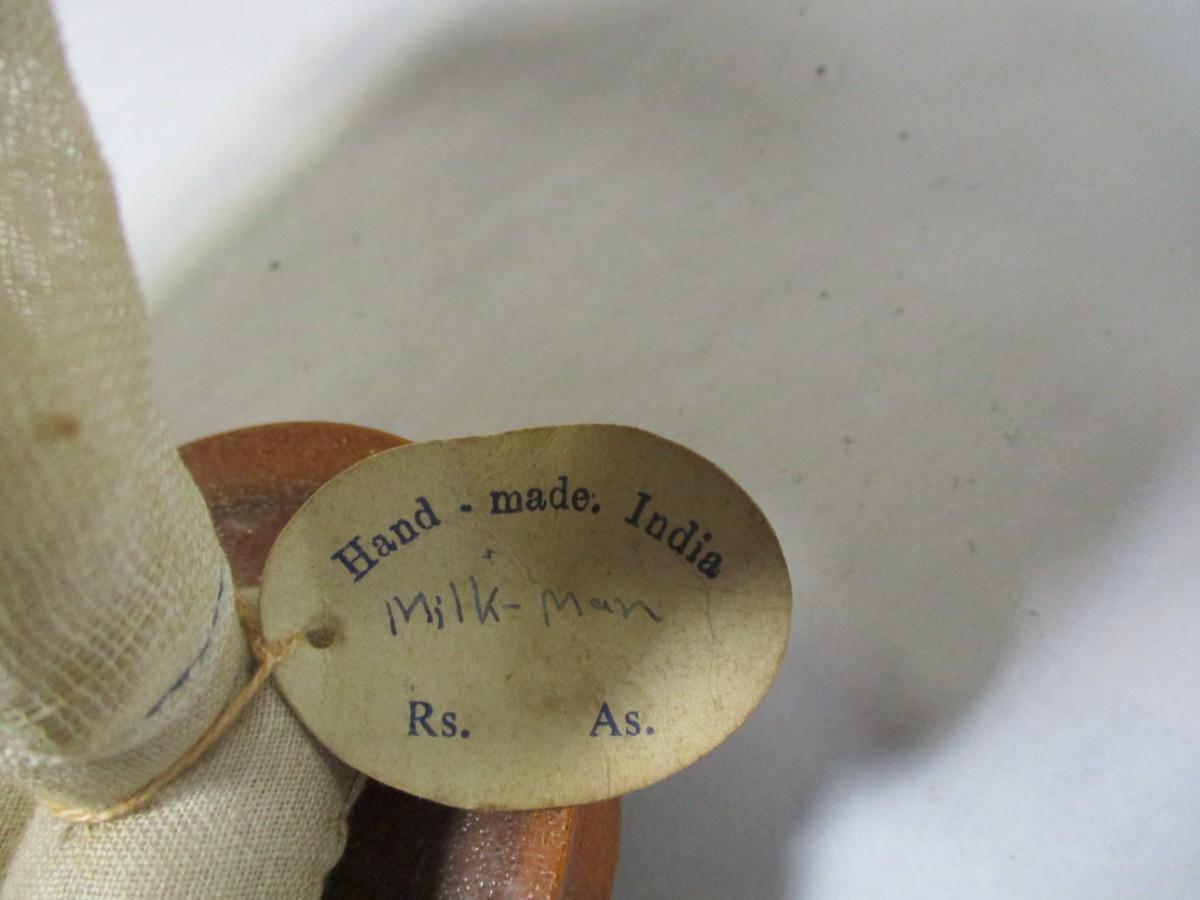 Hand - made. India
Milk-Man
Rs. As.